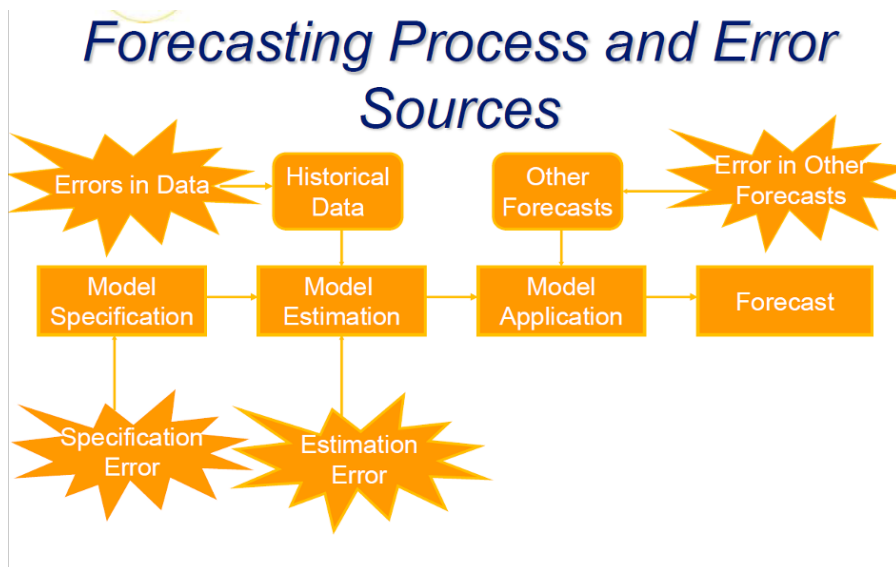 Forecasting Process and Error
Sources
Errors in Data
Historical
Data
Other
Forecasts
Error in Other
Forecasts
Model
Specification
Model
Estimation
Model
Application
Forecast
Specification
Error
Estimation
Error